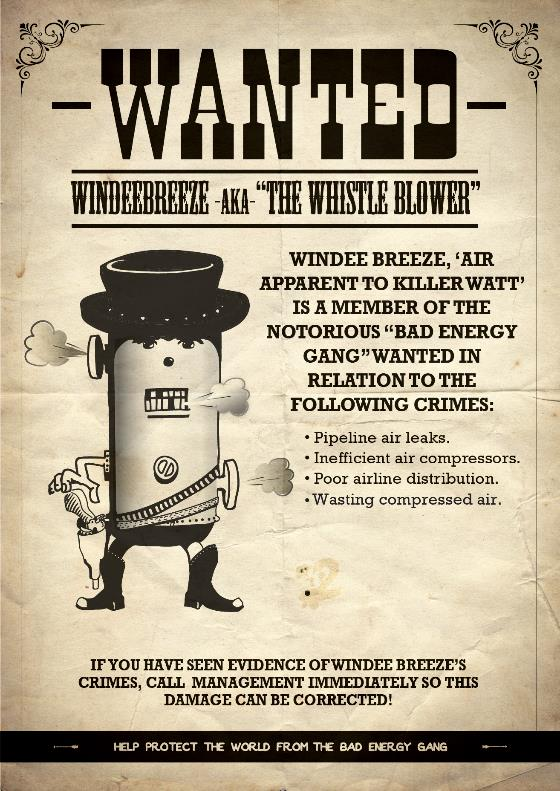 WANTED
WINDEEBREEZE -AKA- “THE WHISTLE BLOWER”
WINDEE BREEZE, ‘AIR
APPARENT TO KILLER WATT’
IS A MEMBER OF THE
NOTORIOUS “BAD ENERGY
GANG” WANTED IN
RELATION TO THE
FOLLOWING CRIMES:
• Pipeline air leaks.
• Inefficient air compressors.
• Poor airline distribution.
• Wasting compressed air.
IF YOU HAVE SEEN EVIDENCE OF WINDEE BREEZE’S
CRIMES, CALL MANAGEMENT IMMEDIATELY SO THIS
DAMAGE CAN BE CORRECTED!
HELP PROTECT THE WORLD FROM THE BAD ENERGY GANG